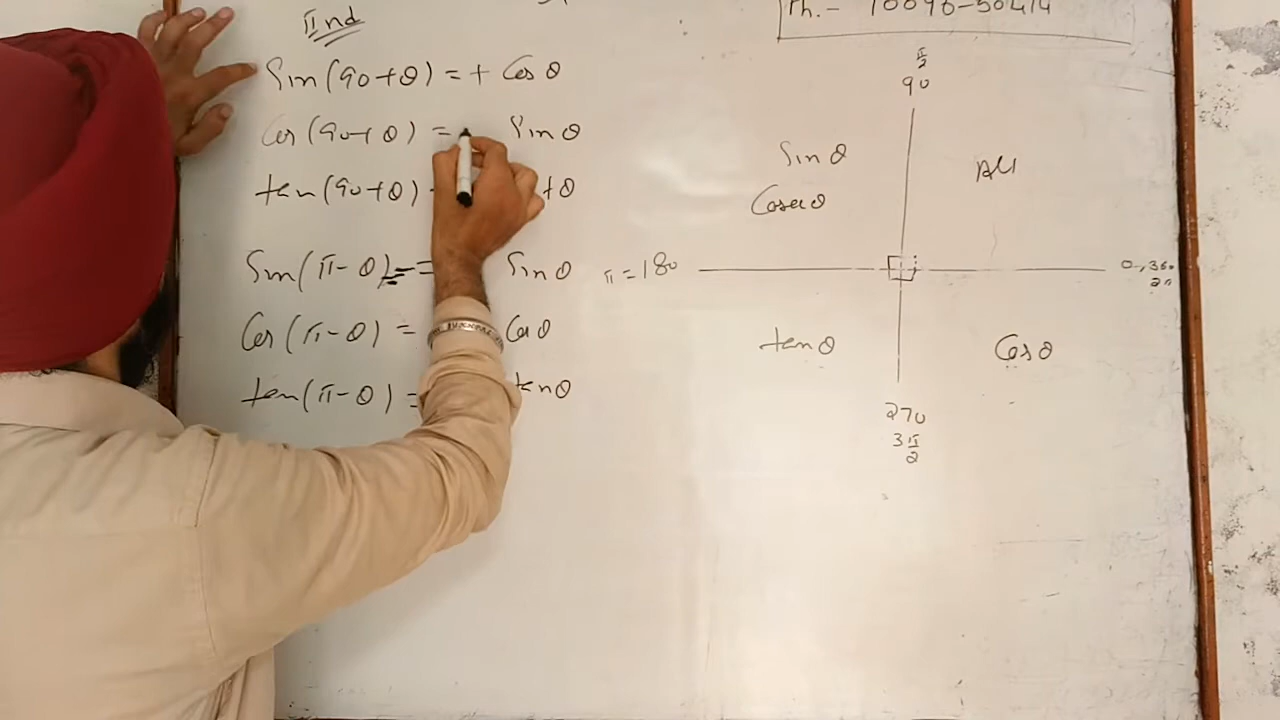 IInd
Sin(90+θ) = + Cos θ
Cos(90+θ) = Sin θ
tan(90+θ) tθ
Sin(π-θ) = Sin θ
Cos(π-θ) = Cos θ
tan(π-θ) = tan θ
Ph.-
π/2
90
Sin θ
Cosec θ
All
π = 180
0, 360
2π
tan θ
Cos θ
270
3π/2